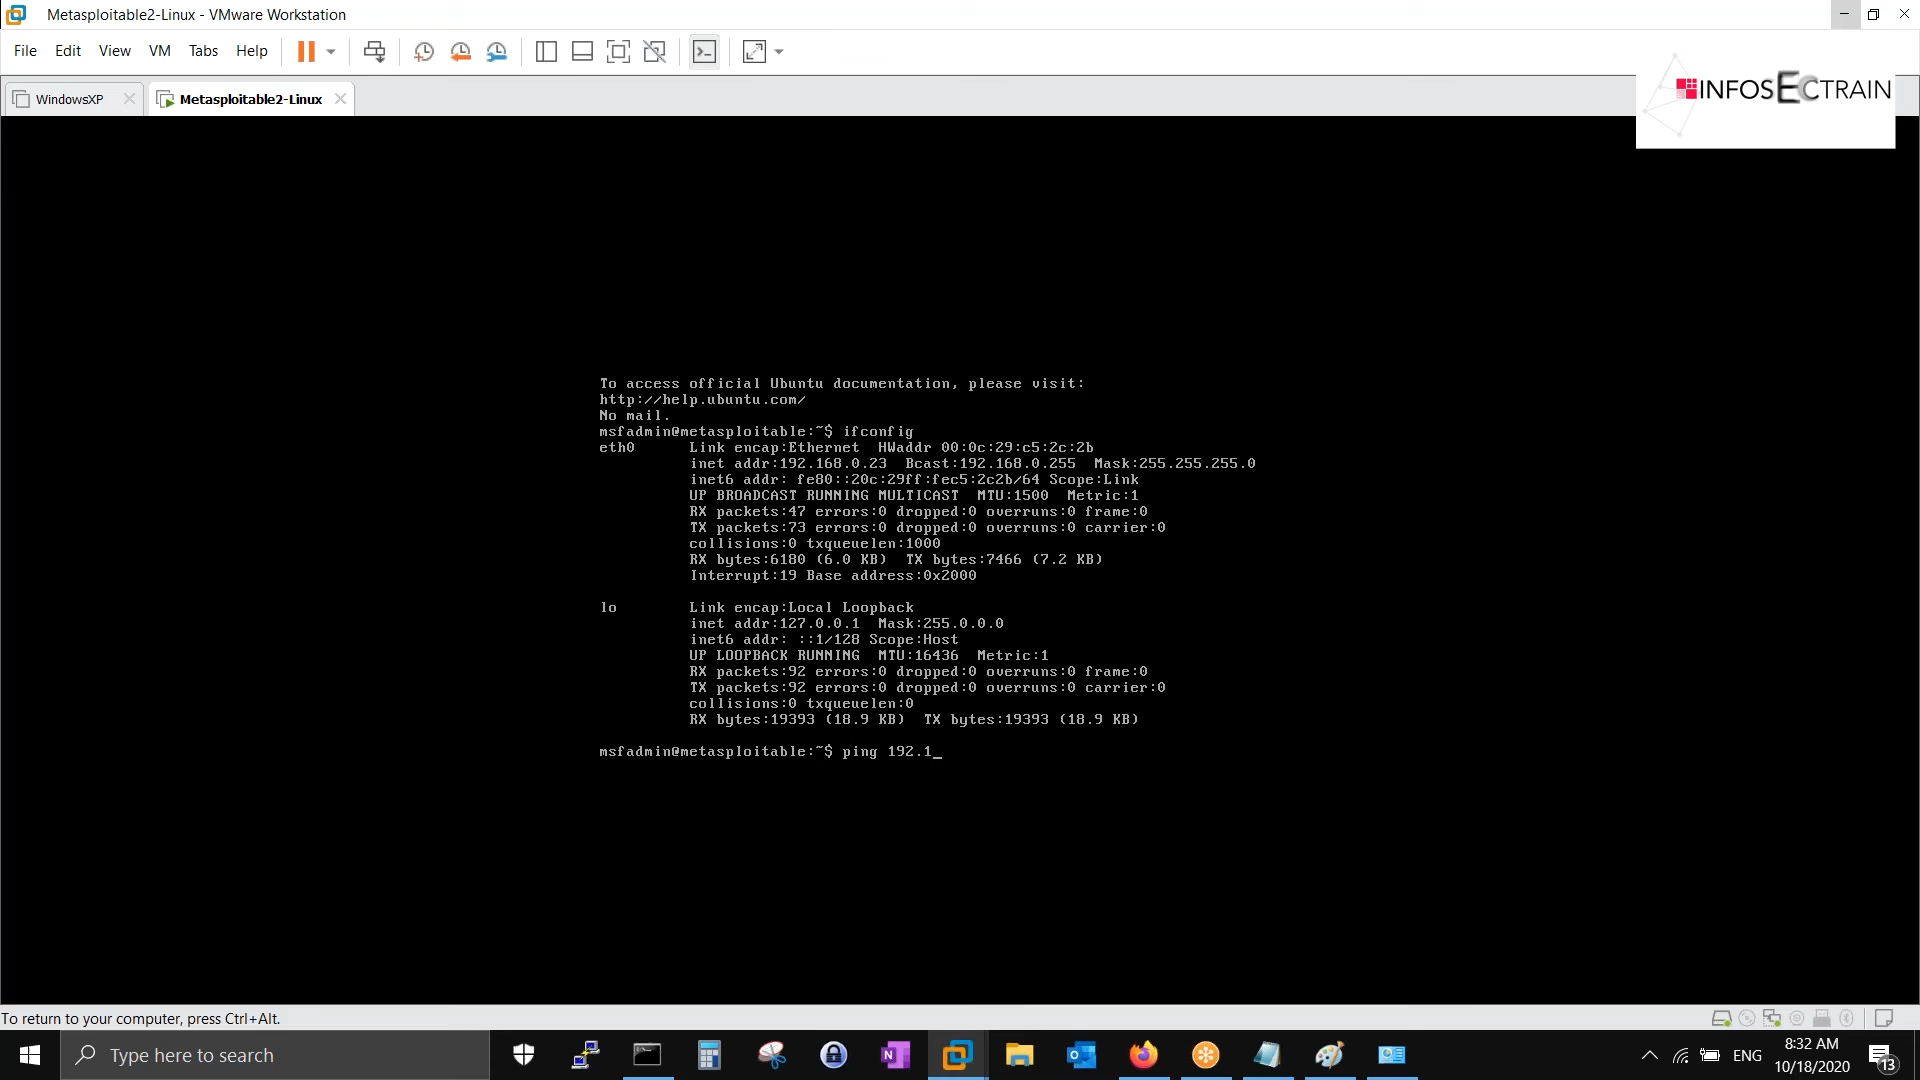 Metasploitable2-Linux - VMware Workstation
File Edit View VM Tabs Help
WindowsXP
Metasploitable2-Linux
INFOSECTRAIN
To access official Ubuntu documentation, please visit:
http://help.ubuntu.com/
No mail.
msfadmin@metasploitable:~$ ifconfig
eth0 Link encap:Ethernet HWaddr 00:0c:29:c5:2c:2b
inet addr:192.168.0.23 Bcast:192.168.0.255 Mask:255.255.255.0
inet6 addr: fe80::20c:29ff:fec5:2c2b/64 Scope:Link
UP BROADCAST RUNNING MULTICAST MTU:1500 Metric:1
RX packets:47 errors:0 dropped:0 overruns:0 frame:0
TX packets:73 errors:0 dropped:0 overruns:0 carrier:0
collisions:0 txqueuelen:1000
RX bytes:6180 (6.0 KB) TX bytes:7466 (7.2 KB)
Interrupt:19 Base address:0x2000
lo Link encap:Local Loopback
inet addr:127.0.0.1 Mask:255.0.0.0
inet6 addr: ::1/128 Scope:Host
UP LOOPBACK RUNNING MTU:16436 Metric:1
RX packets:92 errors:0 dropped:0 overruns:0 frame:0
TX packets:92 errors:0 dropped:0 overruns:0 carrier:0
collisions:0 txqueuelen:0
RX bytes:19393 (18.9 KB) TX bytes:19393 (18.9 KB)
msfadmin@metasploitable:~$ ping 192.1_
To return to your computer, press Ctrl+Alt.
Type here to search
ENG
8:32 AM
10/18/2020
13